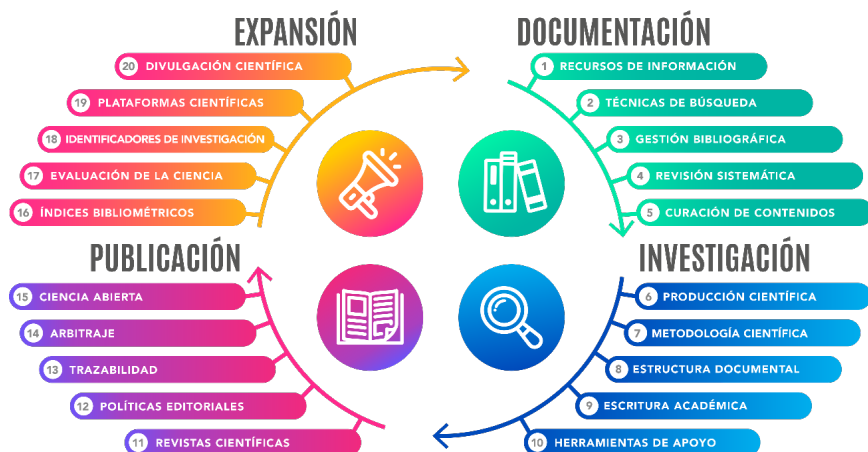 EXPANSIÓN
20 DIVULGACIÓN CIENTÍFICA
19 PLATAFORMAS CIENTÍFICAS
18 IDENTIFICADORES DE INVESTIGACIÓN
17 EVALUACIÓN DE LA CIENCIA
16 ÍNDICES BIBLIOMÉTRICOS
DOCUMENTACIÓN
1 RECURSOS DE INFORMACIÓN
2 TÉCNICAS DE BÚSQUEDA
3 GESTIÓN BIBLIOGRÁFICA
4 REVISIÓN SISTEMÁTICA
5 CURACIÓN DE CONTENIDOS
PUBLICACIÓN
15 CIENCIA ABIERTA
14 ARBITRAJE
13 TRAZABILIDAD
12 POLÍTICAS EDITORIALES
11 REVISTAS CIENTÍFICAS
INVESTIGACIÓN
6 PRODUCCIÓN CIENTÍFICA
7 METODOLOGÍA CIENTÍFICA
8 ESTRUCTURA DOCUMENTAL
9 ESCRITURA ACADÉMICA
10 HERRAMIENTAS DE APOYO